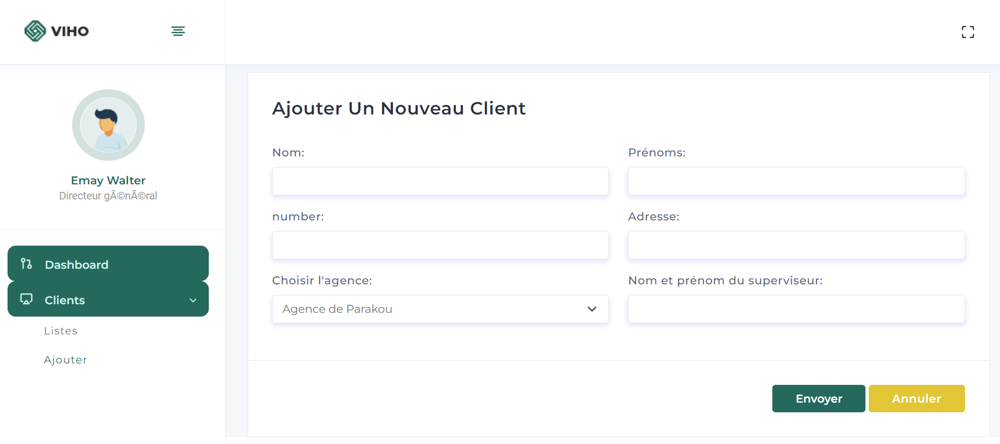 VIHO
Emay Walter
Directeur gÃ©nÃ©ral
Dashboard
Clients
Listes
Ajouter
Ajouter Un Nouveau Client
Nom:
Prénoms:
number:
Adresse:
Choisir l'agence:
Nom et prénom du superviseur:
Agence de Parakou
Envoyer
Annuler